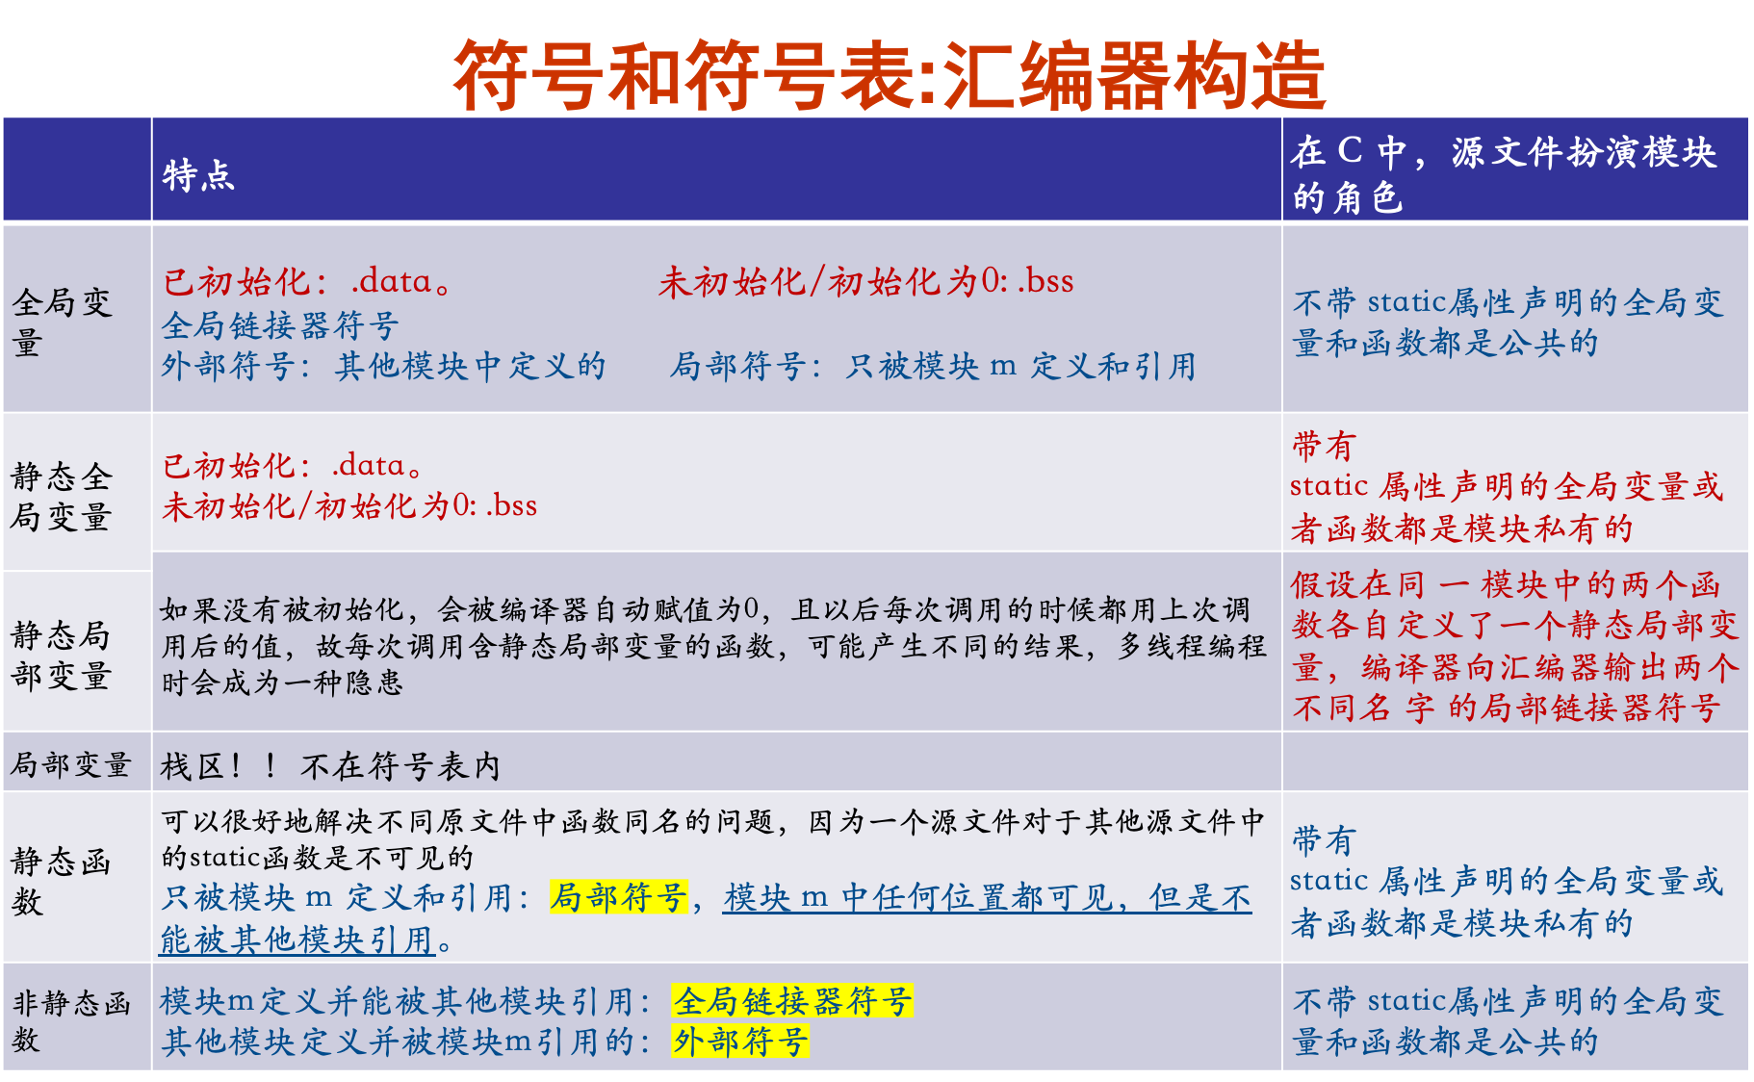 符号和符号表:汇编器构造
特点
在 C 中，源文件扮演模块
的角色
全局变
量
已初始化：.data。 未初始化/初始化为0: .bss
全局链接器符号
外部符号：其他模块中定义的 局部符号：只被模块 m 定义和引用
不带 static属性声明的全局变
量和函数都是公共的
静态全
局变量
已初始化：.data。
未初始化/初始化为0: .bss
带有
static 属性声明的全局变量或
者函数都是模块私有的
静态局
部变量
如果没有被初始化，会被编译器自动赋值为0，且以后每次调用的时候都用上次调
用后的值，故每次调用含静态局部变量的函数，可能产生不同的结果，多线程编程
时会成为一种隐患
假设在同 一 模块中的两个函
数各自定义了一个静态局部变
量，编译器向汇编器输出两个
不同名 字 的局部链接器符号
局部变量
栈区！！ 不在符号表内
静态函
数
可以很好地解决不同原文件中函数同名的问题，因为一个源文件对于其他源文件中
的static函数是不可见的
只被模块 m 定义和引用：局部符号，模块 m 中任何位置都可见，但是不
能被其他模块引用。
带有
static 属性声明的全局变量或
者函数都是模块私有的
非静态函
数
模块m定义并能被其他模块引用：全局链接器符号
其他模块定义并被模块m引用的：外部符号
不带 static属性声明的全局变
量和函数都是公共的